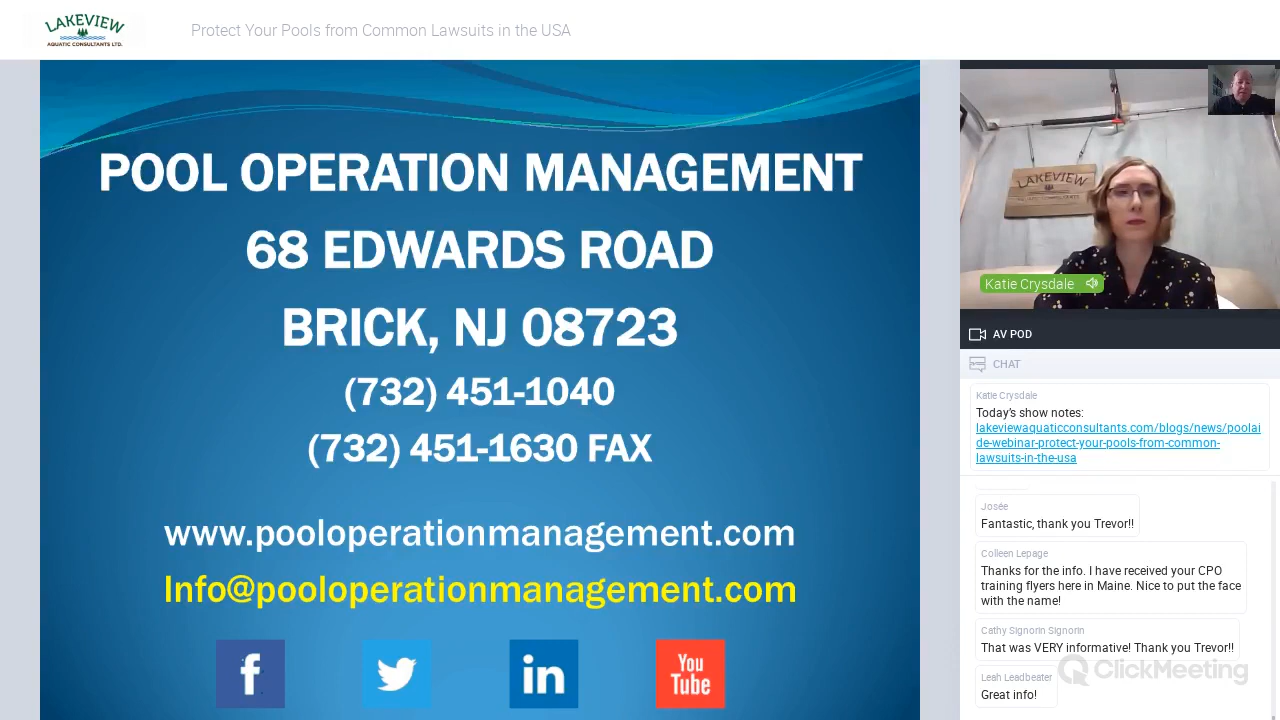 LAKEVIEW
AQUATIC CONSULTANTS LTD.
Protect Your Pools from Common Lawsuits in the USA
POOL OPERATION MANAGEMENT
68 EDWARDS ROAD
BRICK, NJ 08723
(732) 451-1040
(732) 451-1630 FAX
www.pooloperationmanagement.com
Info@pooloperationmanagement.com
f
in
You
Tube
LAKEVIEW
Katie Crysdale
AV POD
CHAT
Katie Crysdale
Today's show notes:
lakeviewaquaticconsultants.com/blogs/news/poolai
de-webinar-protect-your-pools-from-common-
lawsuits-in-the-usa
Josée
Fantastic, thank you Trevor!!
Colleen Lepage
Thanks for the info. I have received your CPO
training flyers here in Maine. Nice to put the face
with the name!
Cathy Signorin Signorin
That was VERY informative! Thank you Trevor!!
Leah Leadbeater
Great info!
ClickMeeting